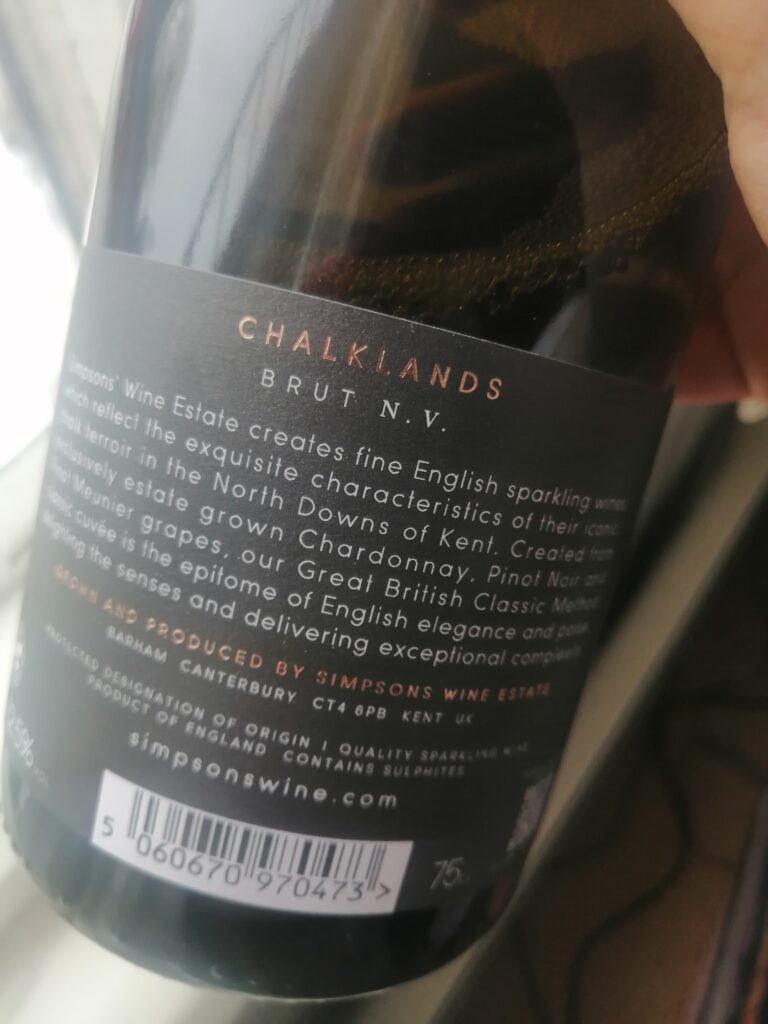 CHALKLANDS
BRUT N.V.
Simpsons' Wine Estate creates fine English sparkling wines
which reflect the exquisite characteristics of their iconic
chalk terroir in the North Downs of Kent. Created from
exclusively estate grown Chardonnay, Pinot Noir and
Pinot Meunier grapes, our Great British Classic Method
Classic cuvée is the epitome of English elegance and poise
delighting the senses and delivering exceptional complexity.
GROWN AND PRODUCED BY SIMPSONS WINE ESTATE
BARHAM CANTERBURY CT4 6PB KENT UK
PROTECTED DESIGNATION OF ORIGIN | QUALITY SPARKLING WINE
PRODUCT OF ENGLAND CONTAINS SULPHITES
simpsonswine.com
5 060670 970473 >